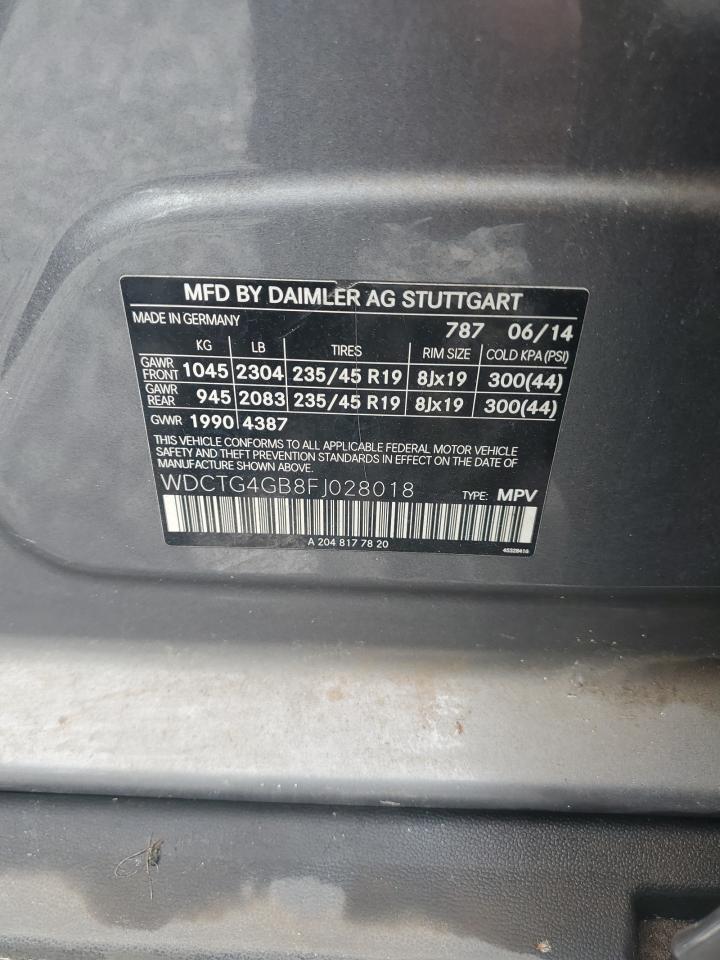 MFD BY DAIMLER AG STUTTGART
MADE IN GERMANY 787 06/14
KG LB TIRES RIM SIZE COLD KPA (PSI)
GAWR FRONT 1045 2304 235/45 R19 8Jx19 300(44)
GAWR REAR 945 2083 235/45 R19 8Jx19 300(44)
GVWR 1990 4387
THIS VEHICLE CONFORMS TO ALL APPLICABLE FEDERAL MOTOR VEHICLE
SAFETY AND THEFT PREVENTION STANDARDS IN EFFECT ON THE DATE OF
MANUFACTURE INDICATED ABOVE.
WDCTG4GB8FJ028018 TYPE: MPV
A 204 817 78 20